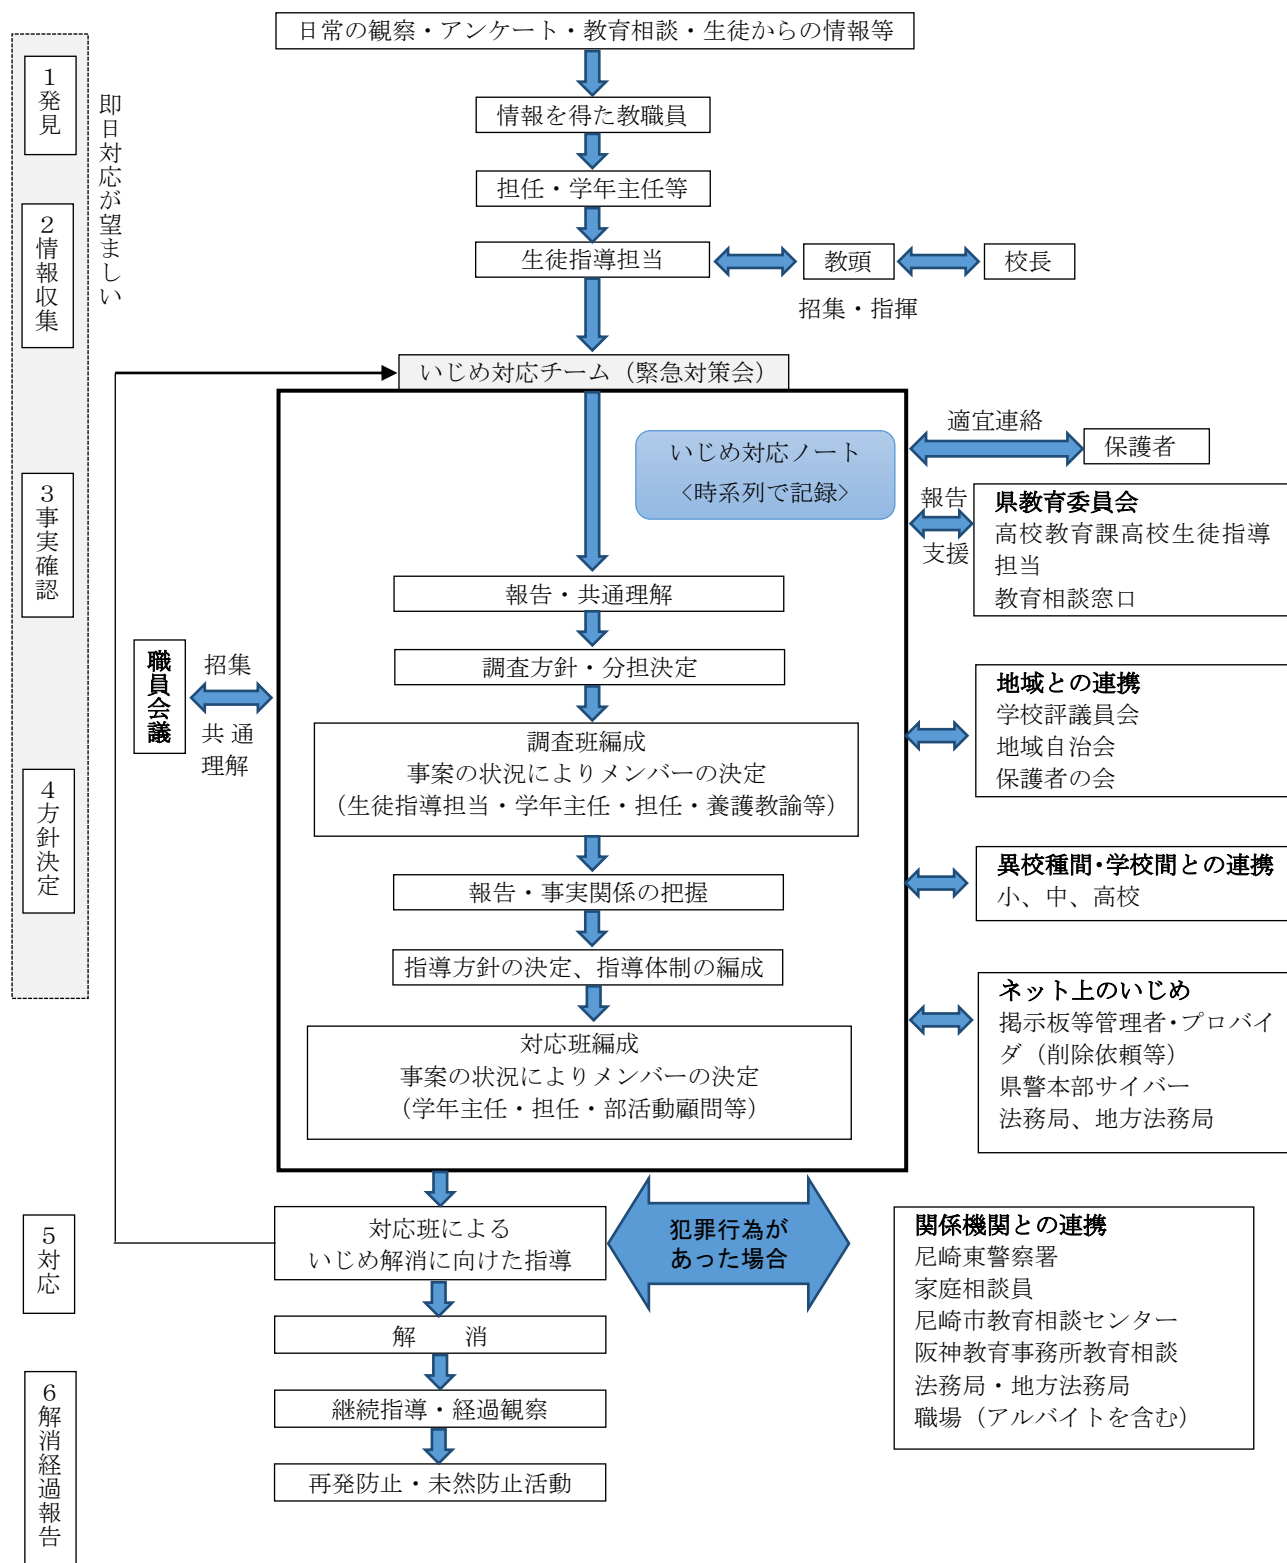 日常の観察・アンケート・教育相談・生徒からの情報等
１発見
即日対応が望ましい
情報を得た教職員
担任・学年主任等
２情報収集
生徒指導担当
教頭
校長
招集・指揮
いじめ対応チーム（緊急対策会）
いじめ対応ノート
<時系列で記録>
適宜連絡
保護者
３事実確認
報告
支援
県教育委員会
高校教育課高校生徒指導
担当
教育相談窓口
報告・共通理解
職員会議
招集
共通
理解
調査方針・分担決定
地域との連携
学校評議員会
地域自治会
保護者の会
調査班編成
事案の状況によりメンバーの決定
（生徒指導担当・学年主任・担任・養護教諭等）
４方針決定
報告・事実関係の把握
異校種間・学校間との連携
小、中、高校
指導方針の決定、指導体制の編成
ネット上のいじめ
掲示板等管理者・プロバイ
ダ（削除依頼等）
県警本部サイバー
法務局、地方法務局
対応班編成
事案の状況によりメンバーの決定
（学年主任・担任・部活動顧問等）
５対応
対応班による
いじめ解消に向けた指導
犯罪行為が
あった場合
関係機関との連携
尼崎東警察署
家庭相談員
尼崎市教育相談センター
阪神教育事務所教育相談
法務局・地方法務局
職場（アルバイトを含む）
解　　消
６解消経過報告
継続指導・経過観察
再発防止・未然防止活動